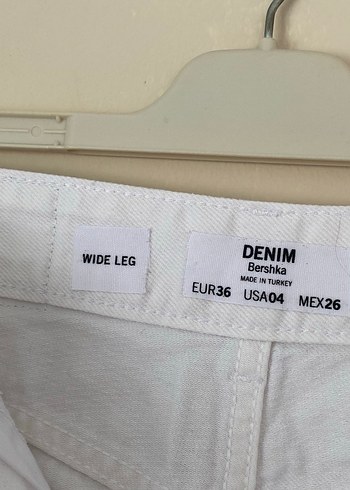 WIDE LEG
DENIM
Bershka
MADE IN TURKEY
EUR36 USA04 MEX26